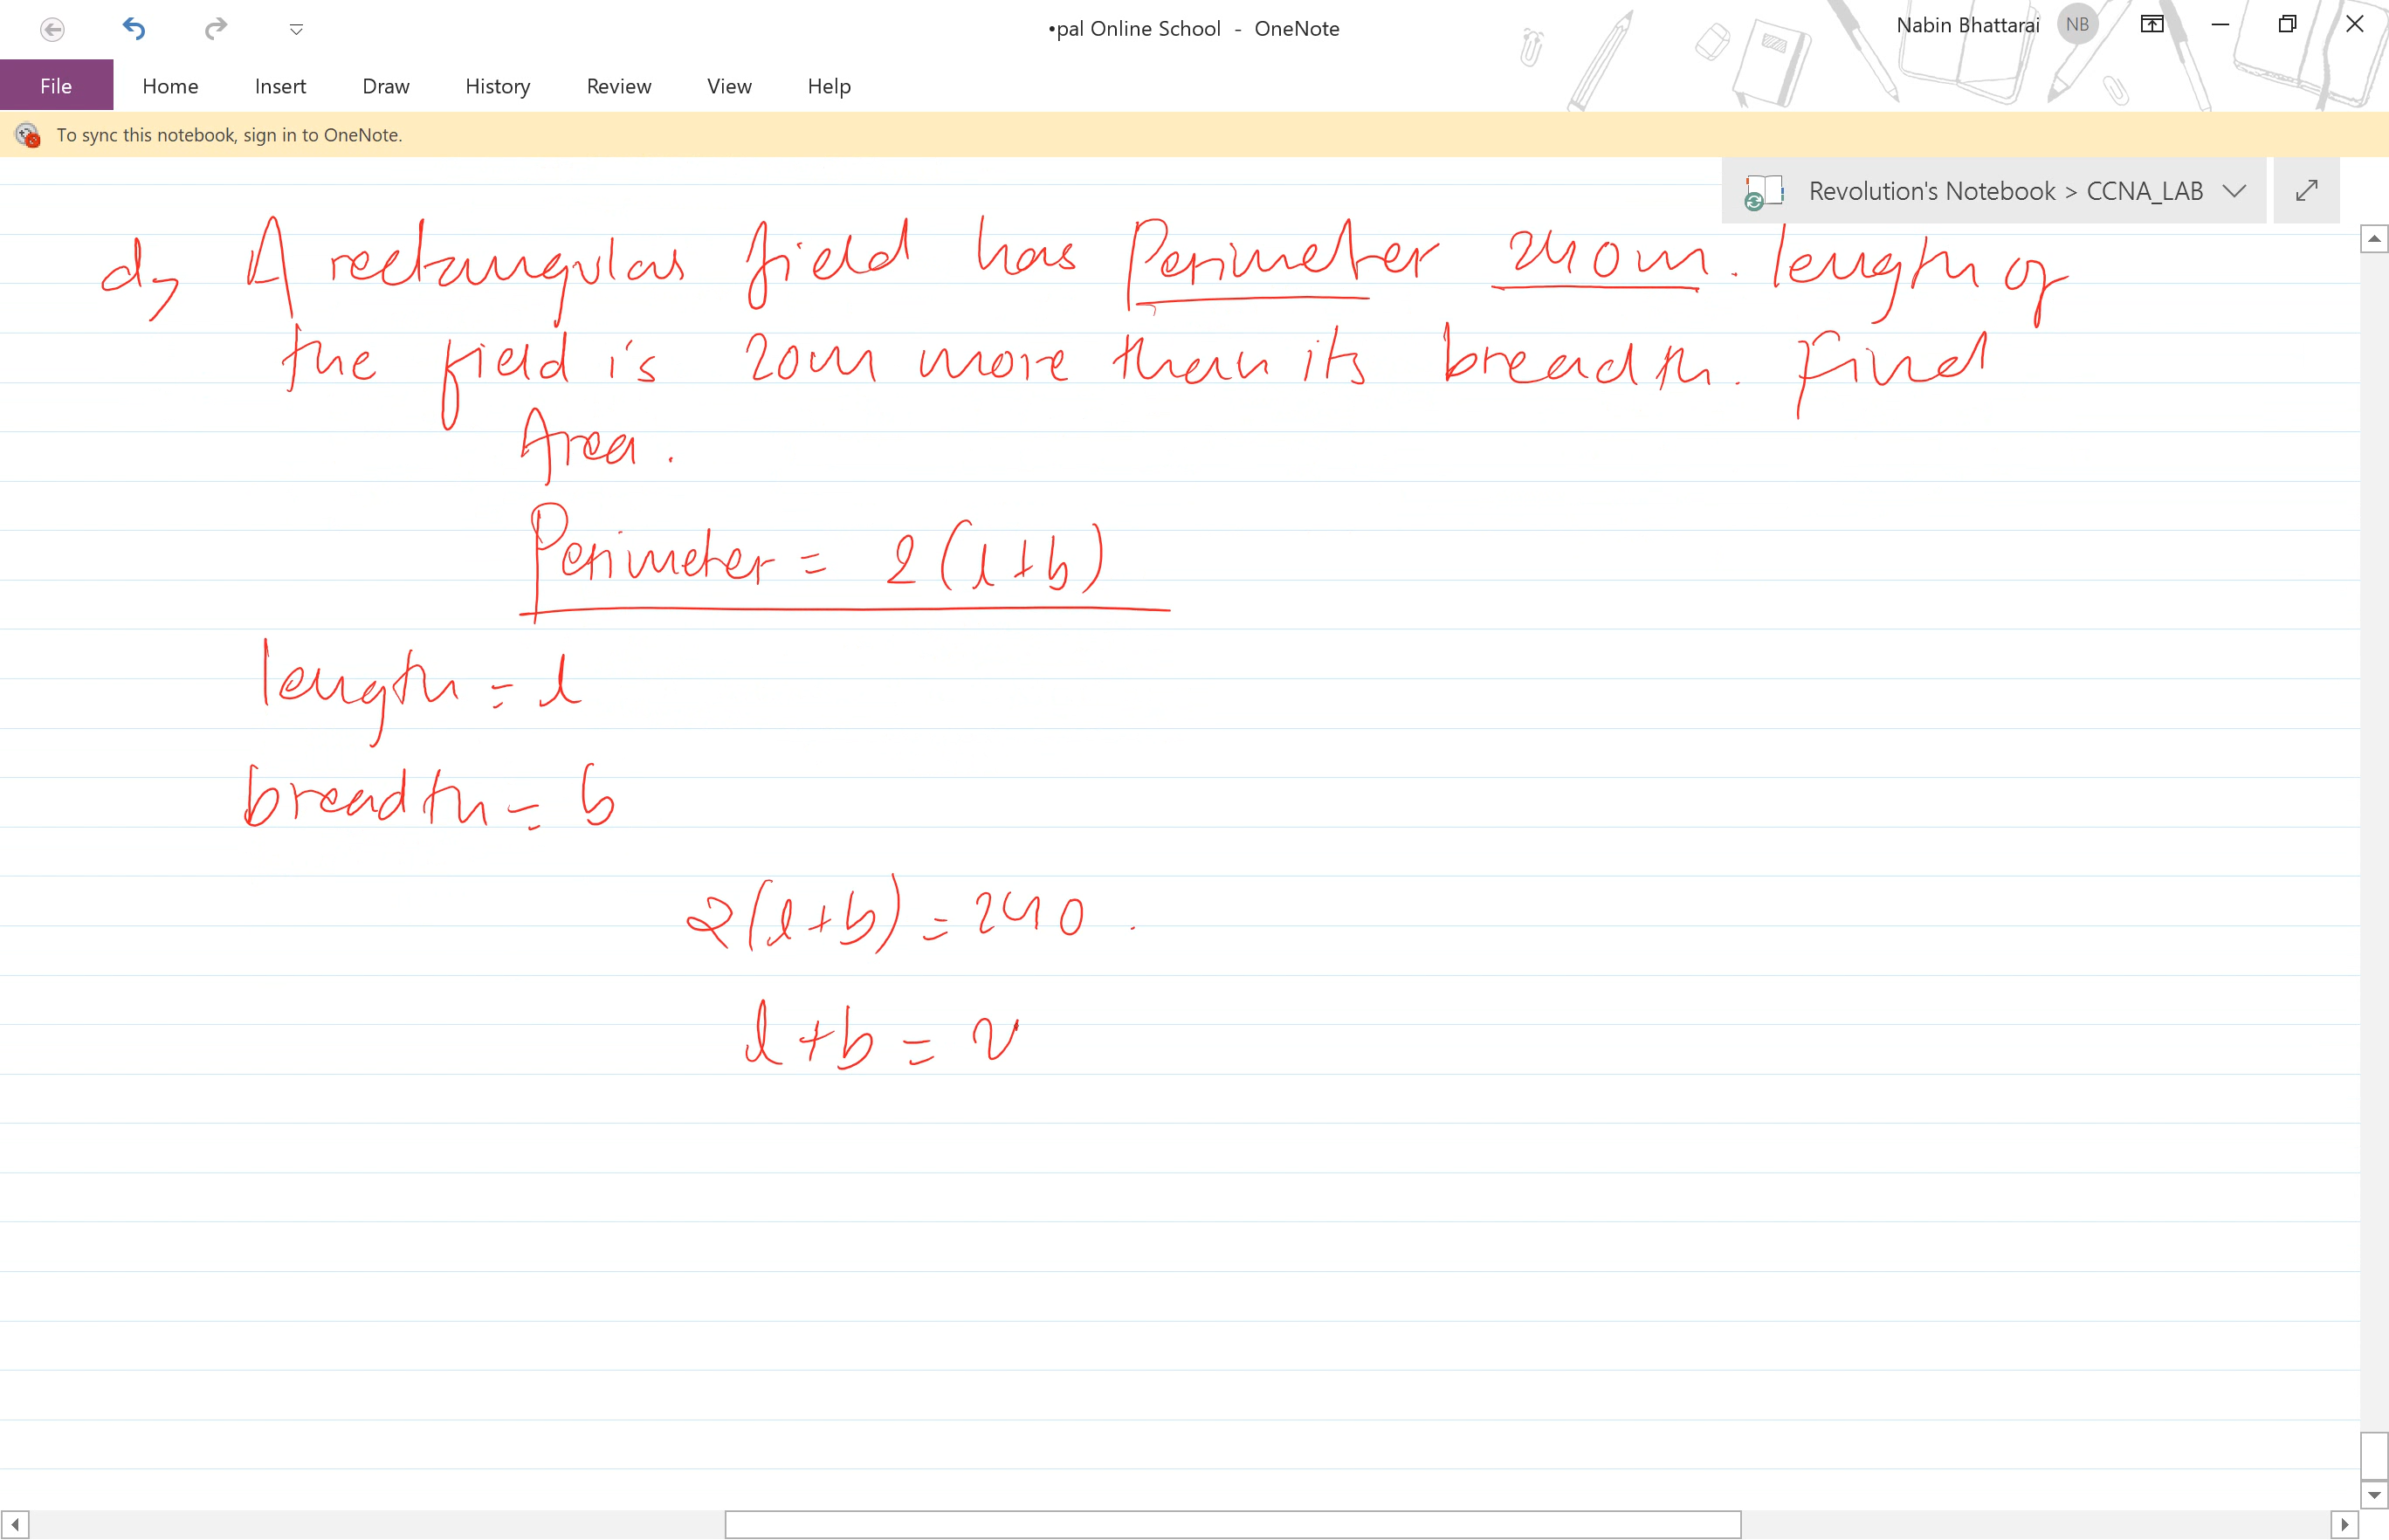 •pal Online School - OneNote
Nabin Bhattarai NB
File Home Insert Draw History Review View Help
To sync this notebook, sign in to OneNote.
Revolution's Notebook > CCNA_LAB
d, A rectangular field has Perimeter 240m. length of
the field is 20m more than its breadth. Find
Area.
Perimeter = 2(l+b)
length = l
breadth = b
2(l+b) = 240.
l+b = 2